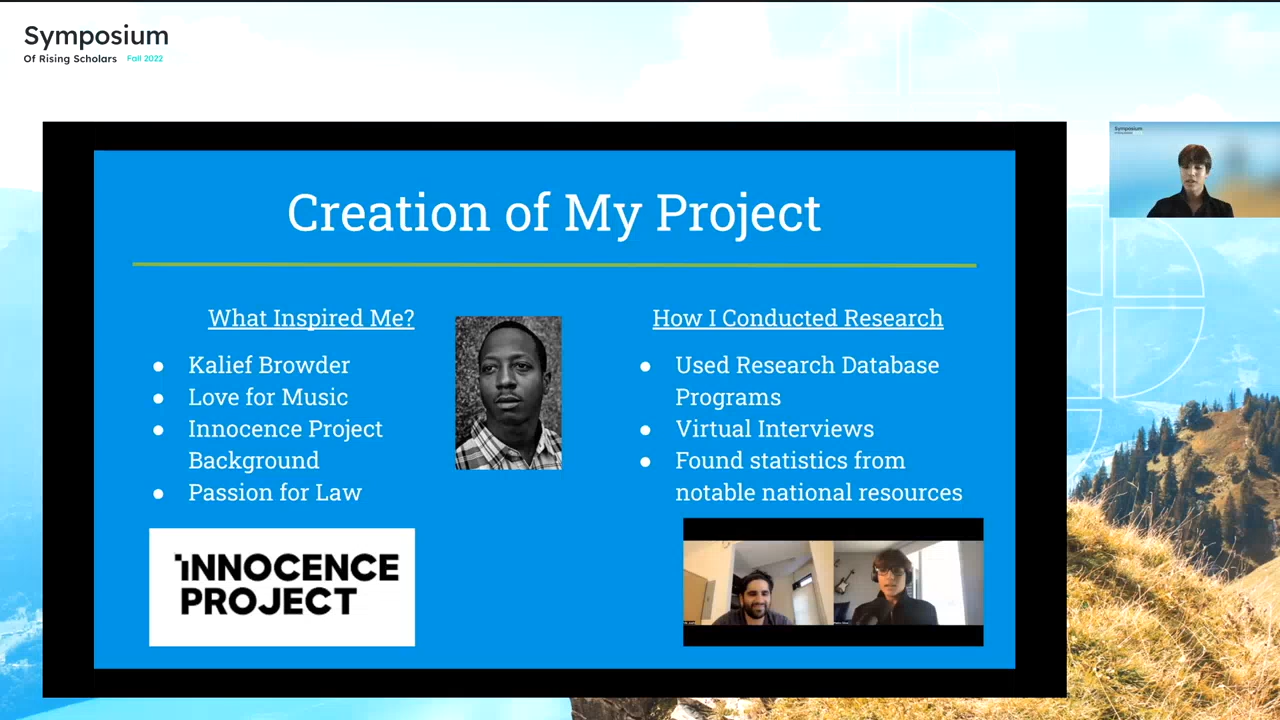 Symposium
Of Rising Scholars Fall 2022
Symposium
Creation of My Project
What Inspired Me?
● Kalief Browder
● Love for Music
● Innocence Project
Background
● Passion for Law
INNOCENCE
PROJECT
How I Conducted Research
● Used Research Database
Programs
● Virtual Interviews
● Found statistics from
notable national resources